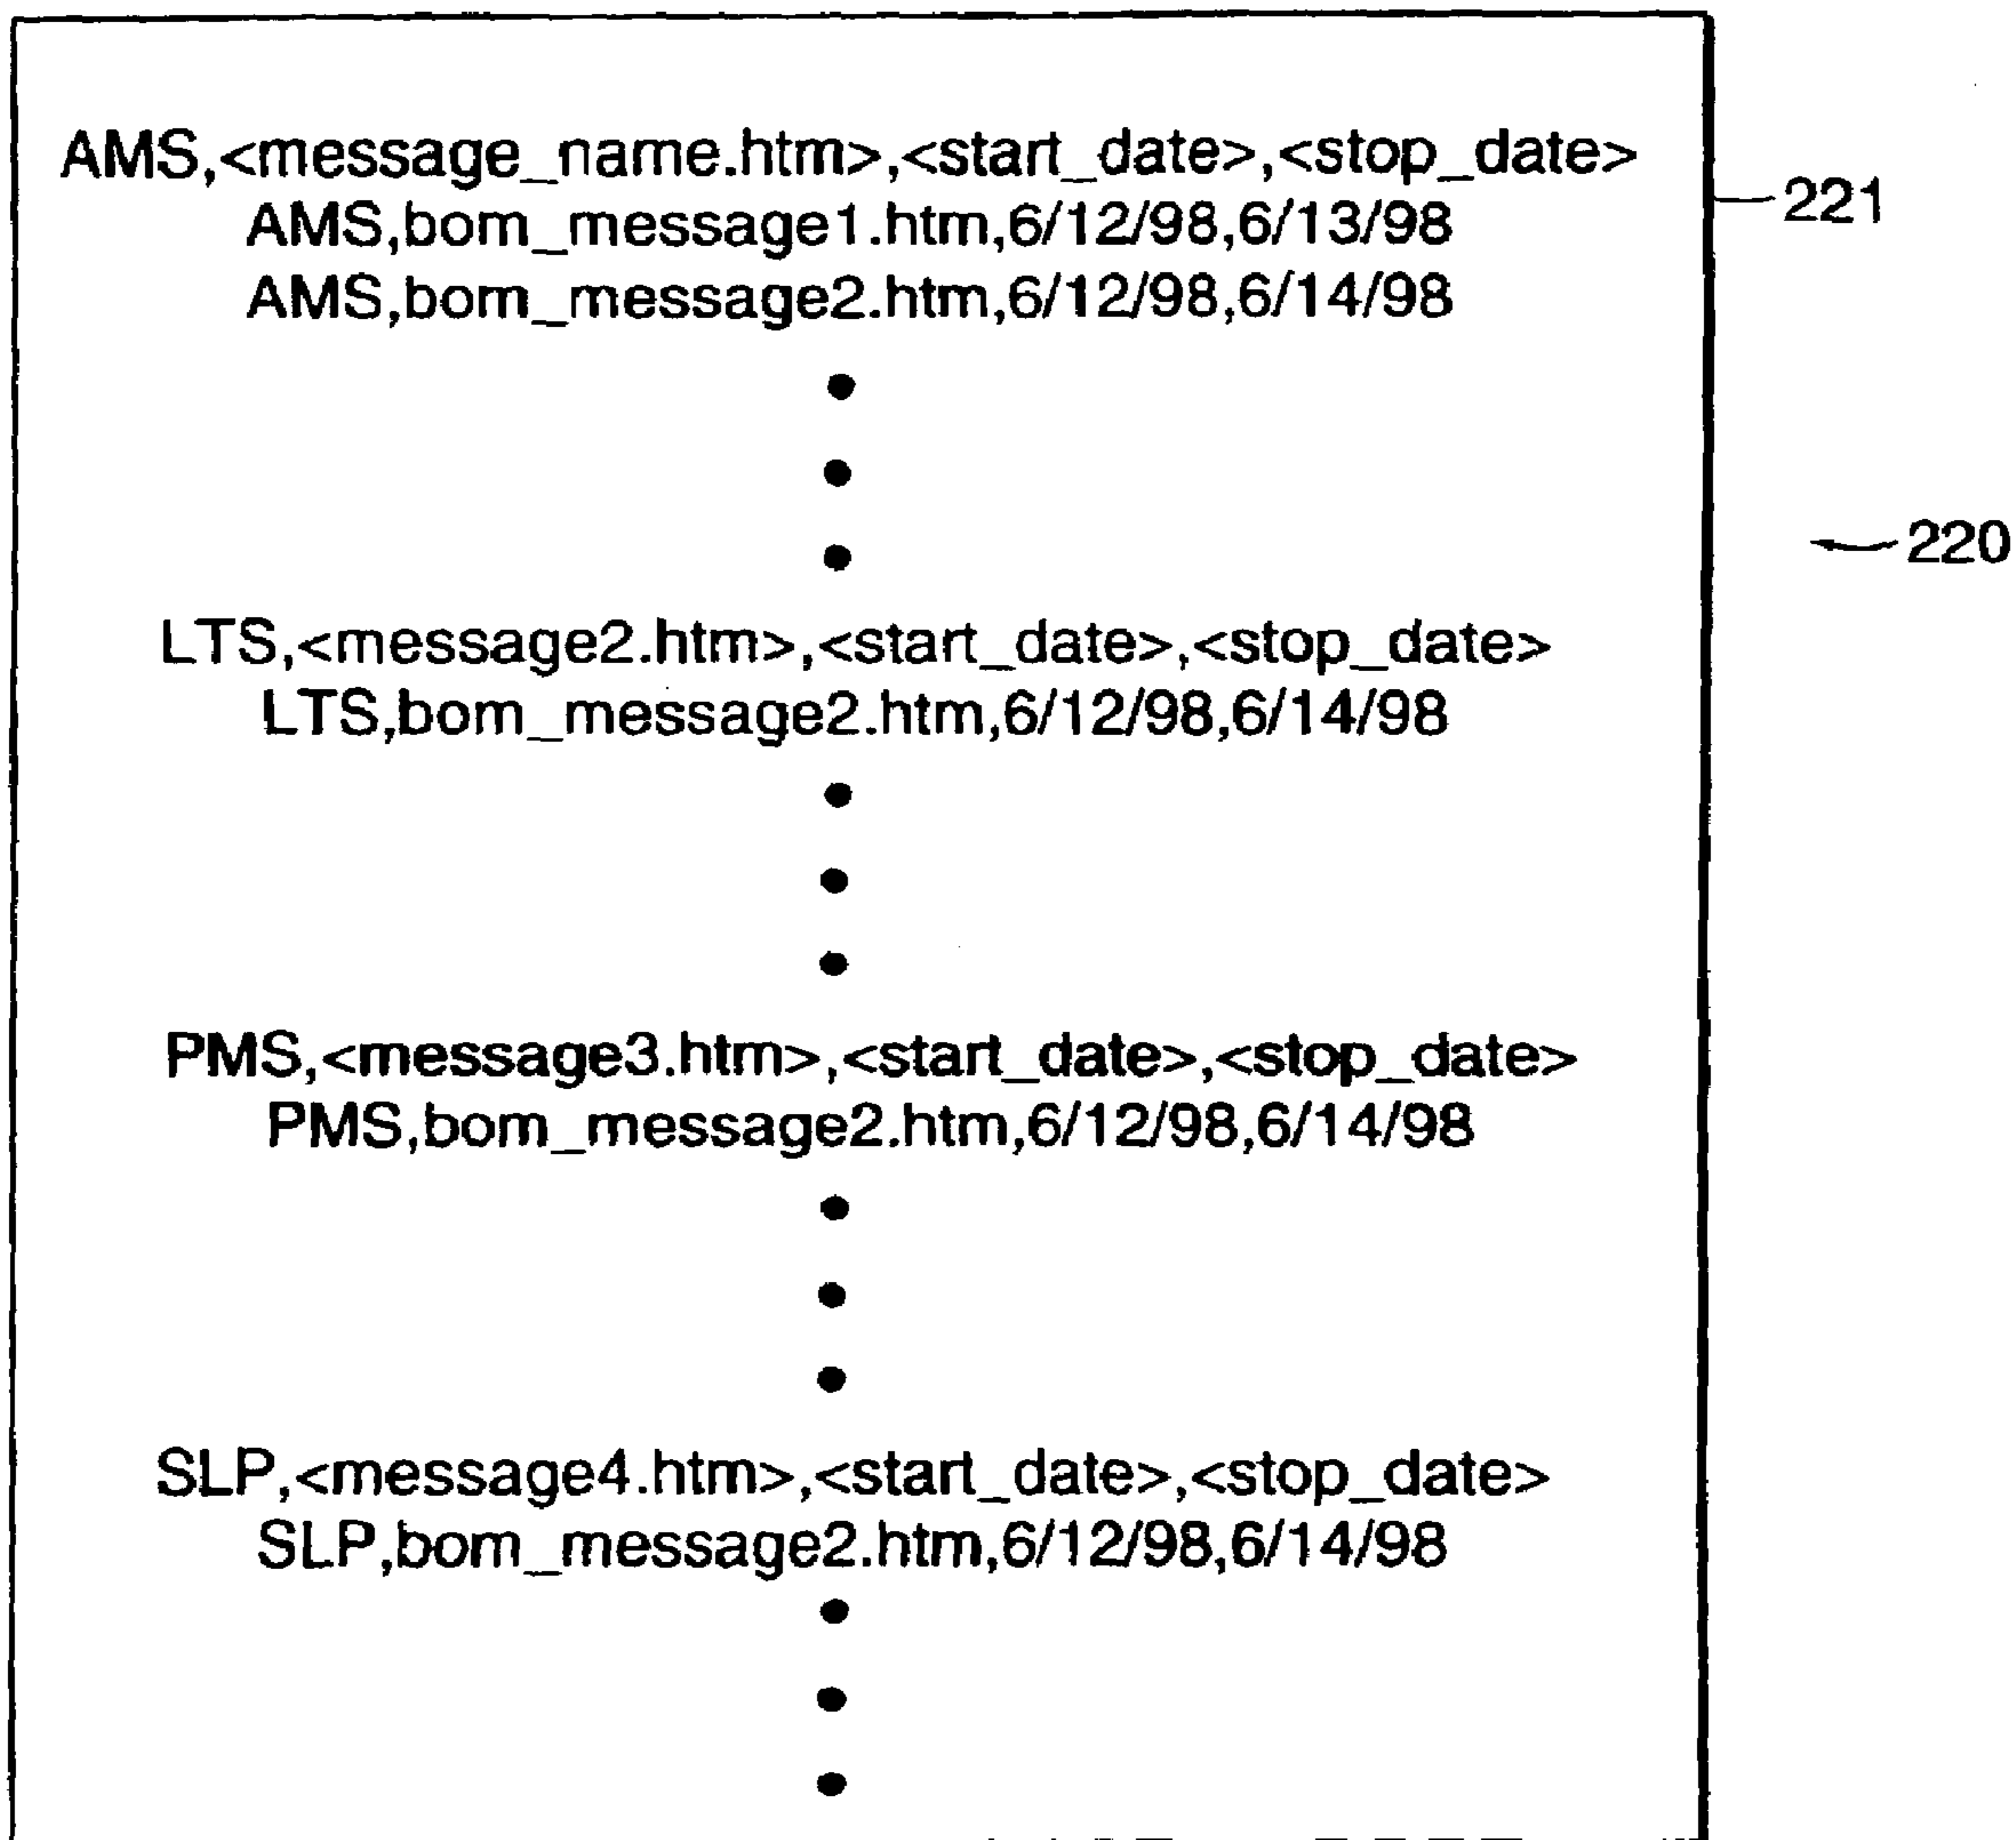 AMS,<message_name.htm>,<start_date>,<stop_date>
221
AMS,bom_message1.htm,6/12/98,6/13/98
AMS,bom_message2.htm,6/12/98,6/14/98
220
LTS,<message2.htm>,<start_date>,<stop_date>
LTS,bom_message2.htm,6/12/98,6/14/98
PMS,<message3.htm>,<start_date>,<stop_date>
PMS,bom_message2.htm,6/12/98,6/14/98
SLP,<message4.htm>,<start_date>,<stop_date>
SLP,bom_message2.htm,6/12/98,6/14/98